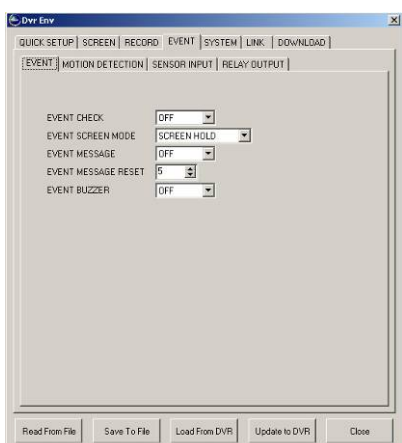 Dvr Env
QUICK SETUP SCREEN RECORD EVENT SYSTEM LINK DOWNLOAD
EVENT MOTION DETECTION SENSOR INPUT RELAY OUTPUT
EVENT CHECK OFF
EVENT SCREEN MODE SCREEN HOLD
EVENT MESSAGE OFF
EVENT MESSAGE RESET 5
EVENT BUZZER OFF
Read From File Save To File Load From DVR Update to DVR Close